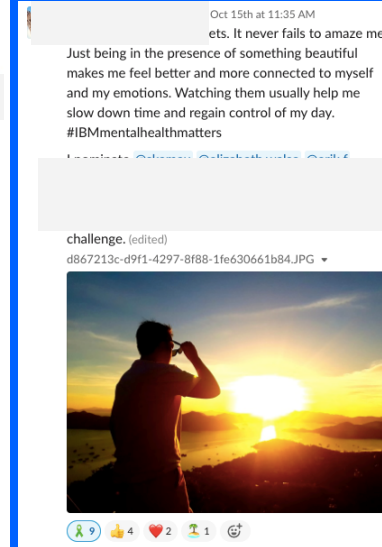 Oct 15th at 11:35 AM
ets. It never fails to amaze me
Just being in the presence of something beautiful
makes me feel better and more connected to myself
and my emotions. Watching them usually help me
slow down time and regain control of my day.
#IBMmentalhealthmatters
I nominate
challenge. (edited)
d867213c-d9f1-4297-8f88-1fe630661b84.JPG
9 4 2 1